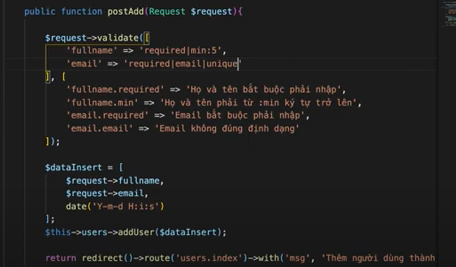 public function postAdd(Request $request){
$request->validate([
'fullname' => 'required|min:5',
'email' => 'required|email|unique'
], [
'fullname.required' => 'Họ và tên bắt buộc phải nhập',
'fullname.min' => 'Họ và tên phải từ :min ký tự trở lên',
'email.required' => 'Email bắt buộc phải nhập',
'email.email' => 'Email không đúng định dạng'
]);
$dataInsert = [
$request->fullname,
$request->email,
date('Y-m-d H:i:s')
];
$this->users->addUser($dataInsert);
return redirect()->route('users.index')->with('msg', 'Thêm người dùng thành